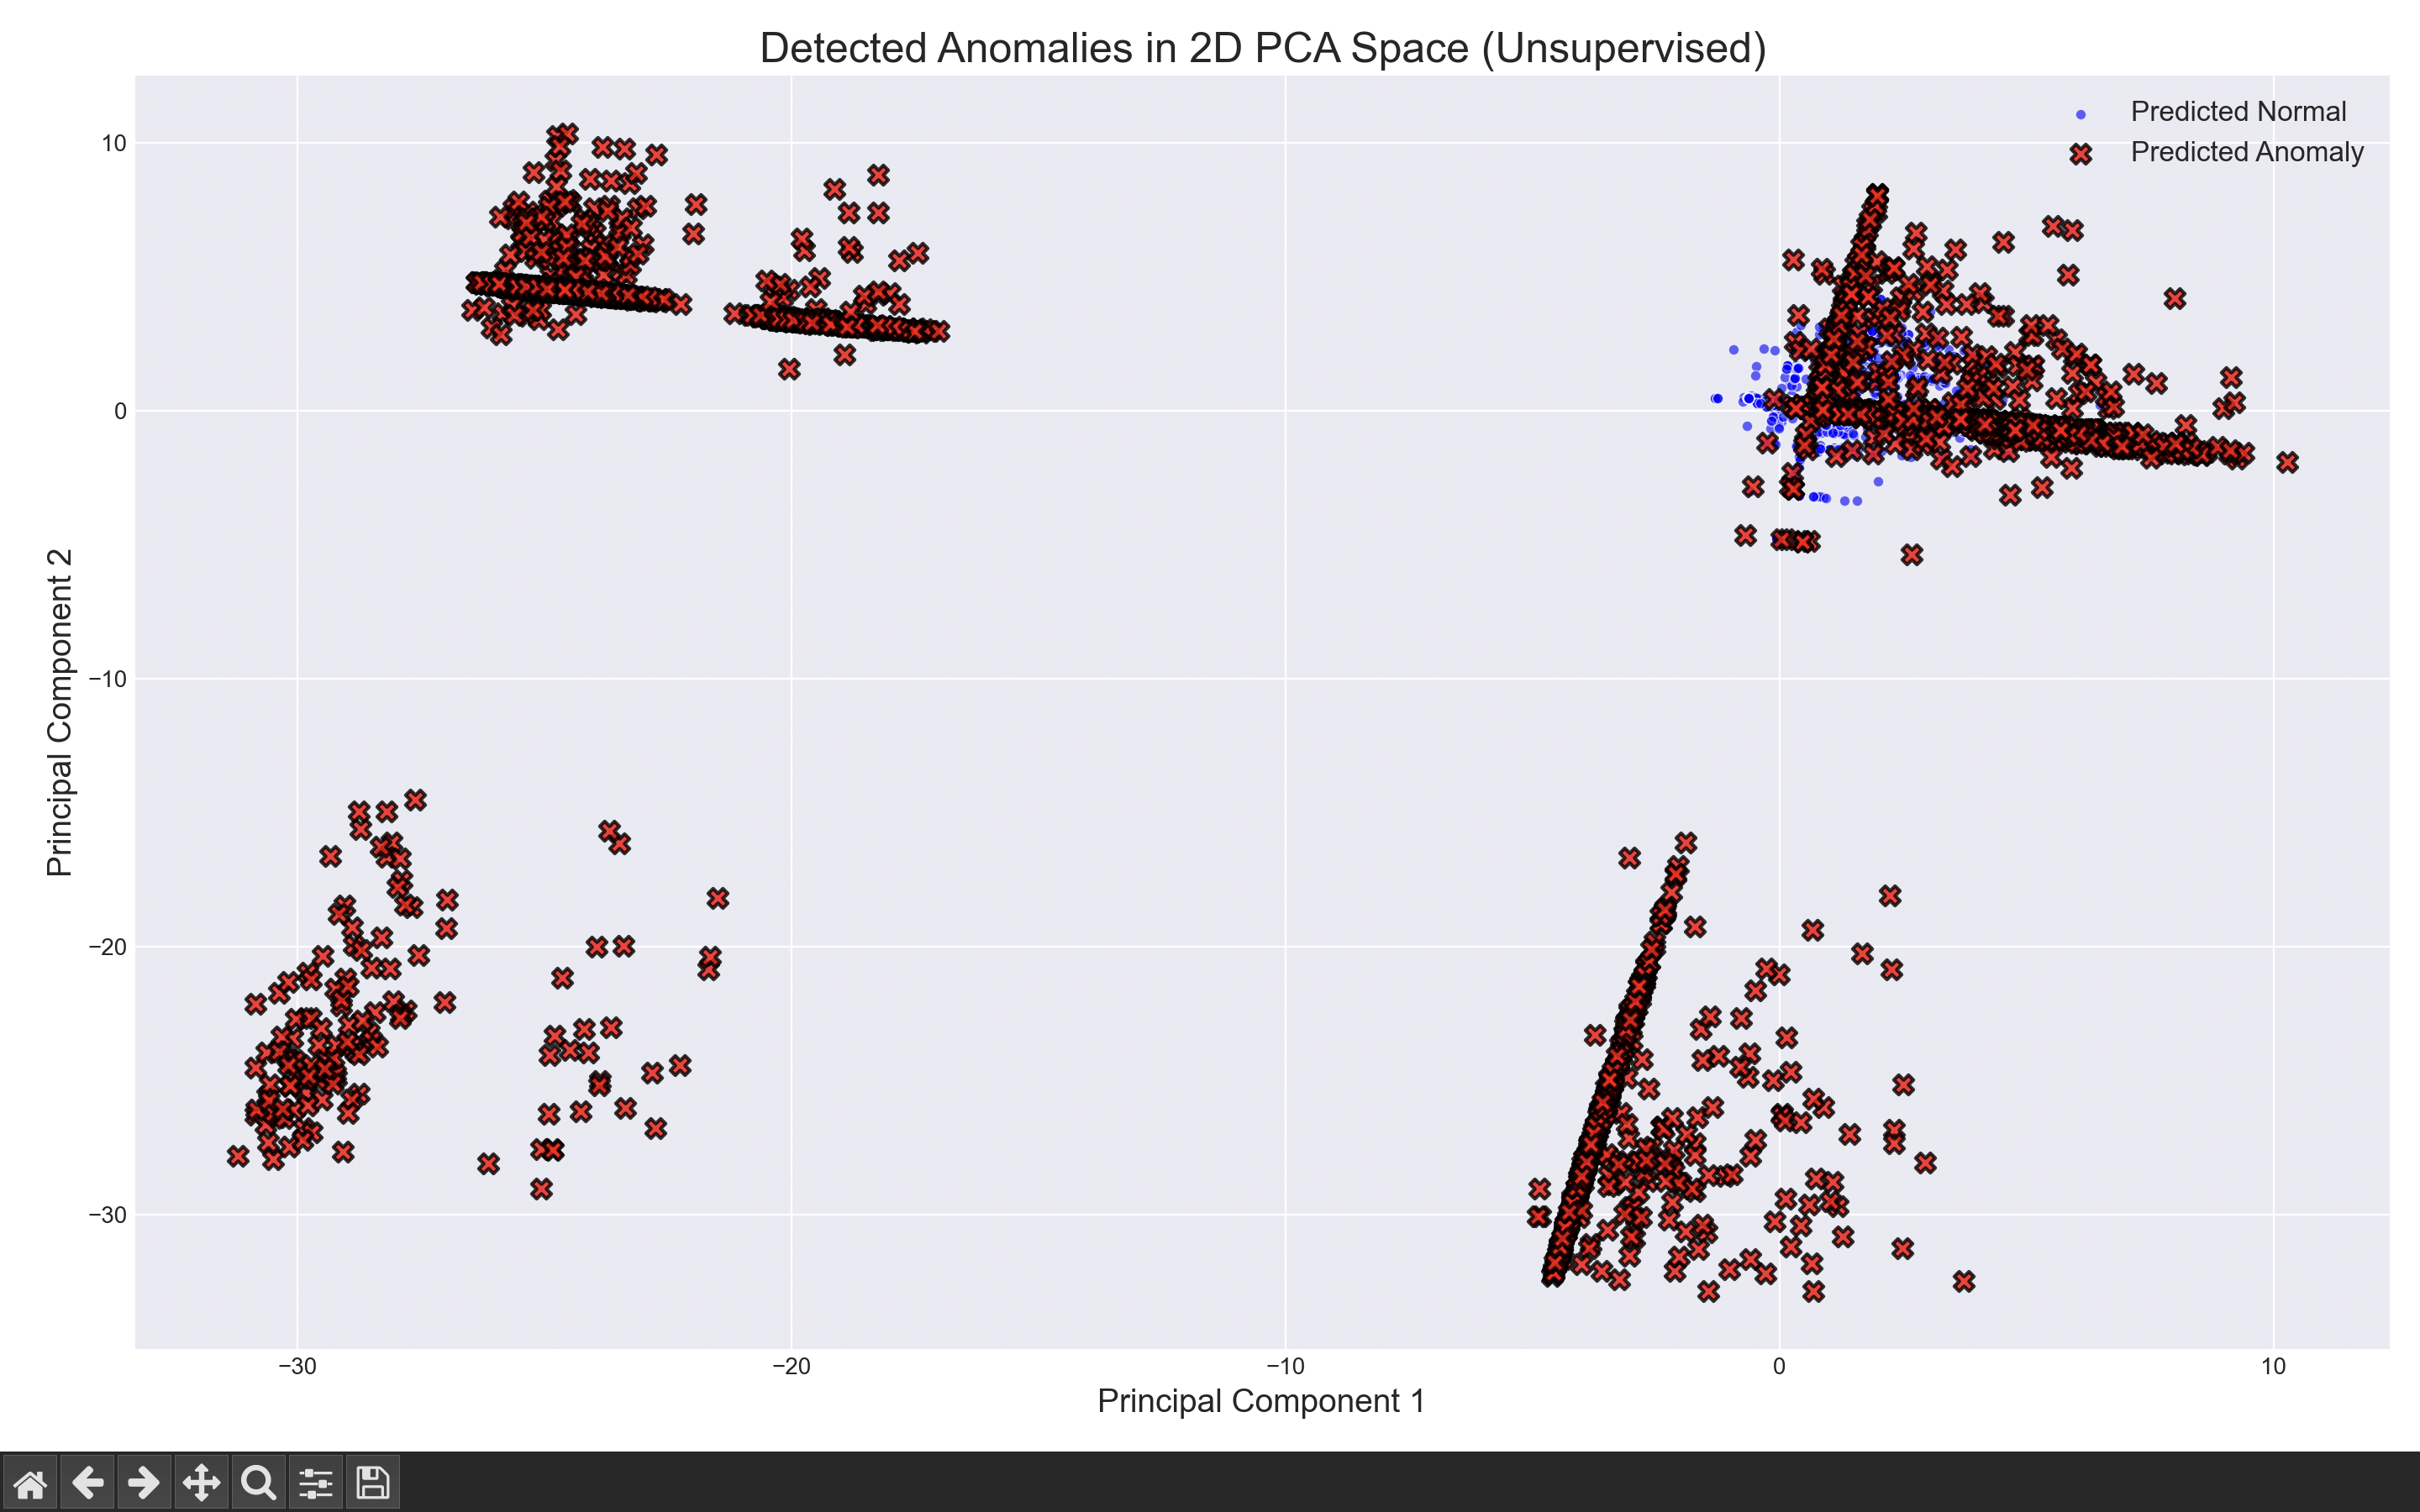 Detected Anomalies in 2D PCA Space (Unsupervised)
Predicted Normal
Predicted Anomaly
10
0
−10
−20
−30
Principal Component 2
−30
−20
−10
0
10
Principal Component 1